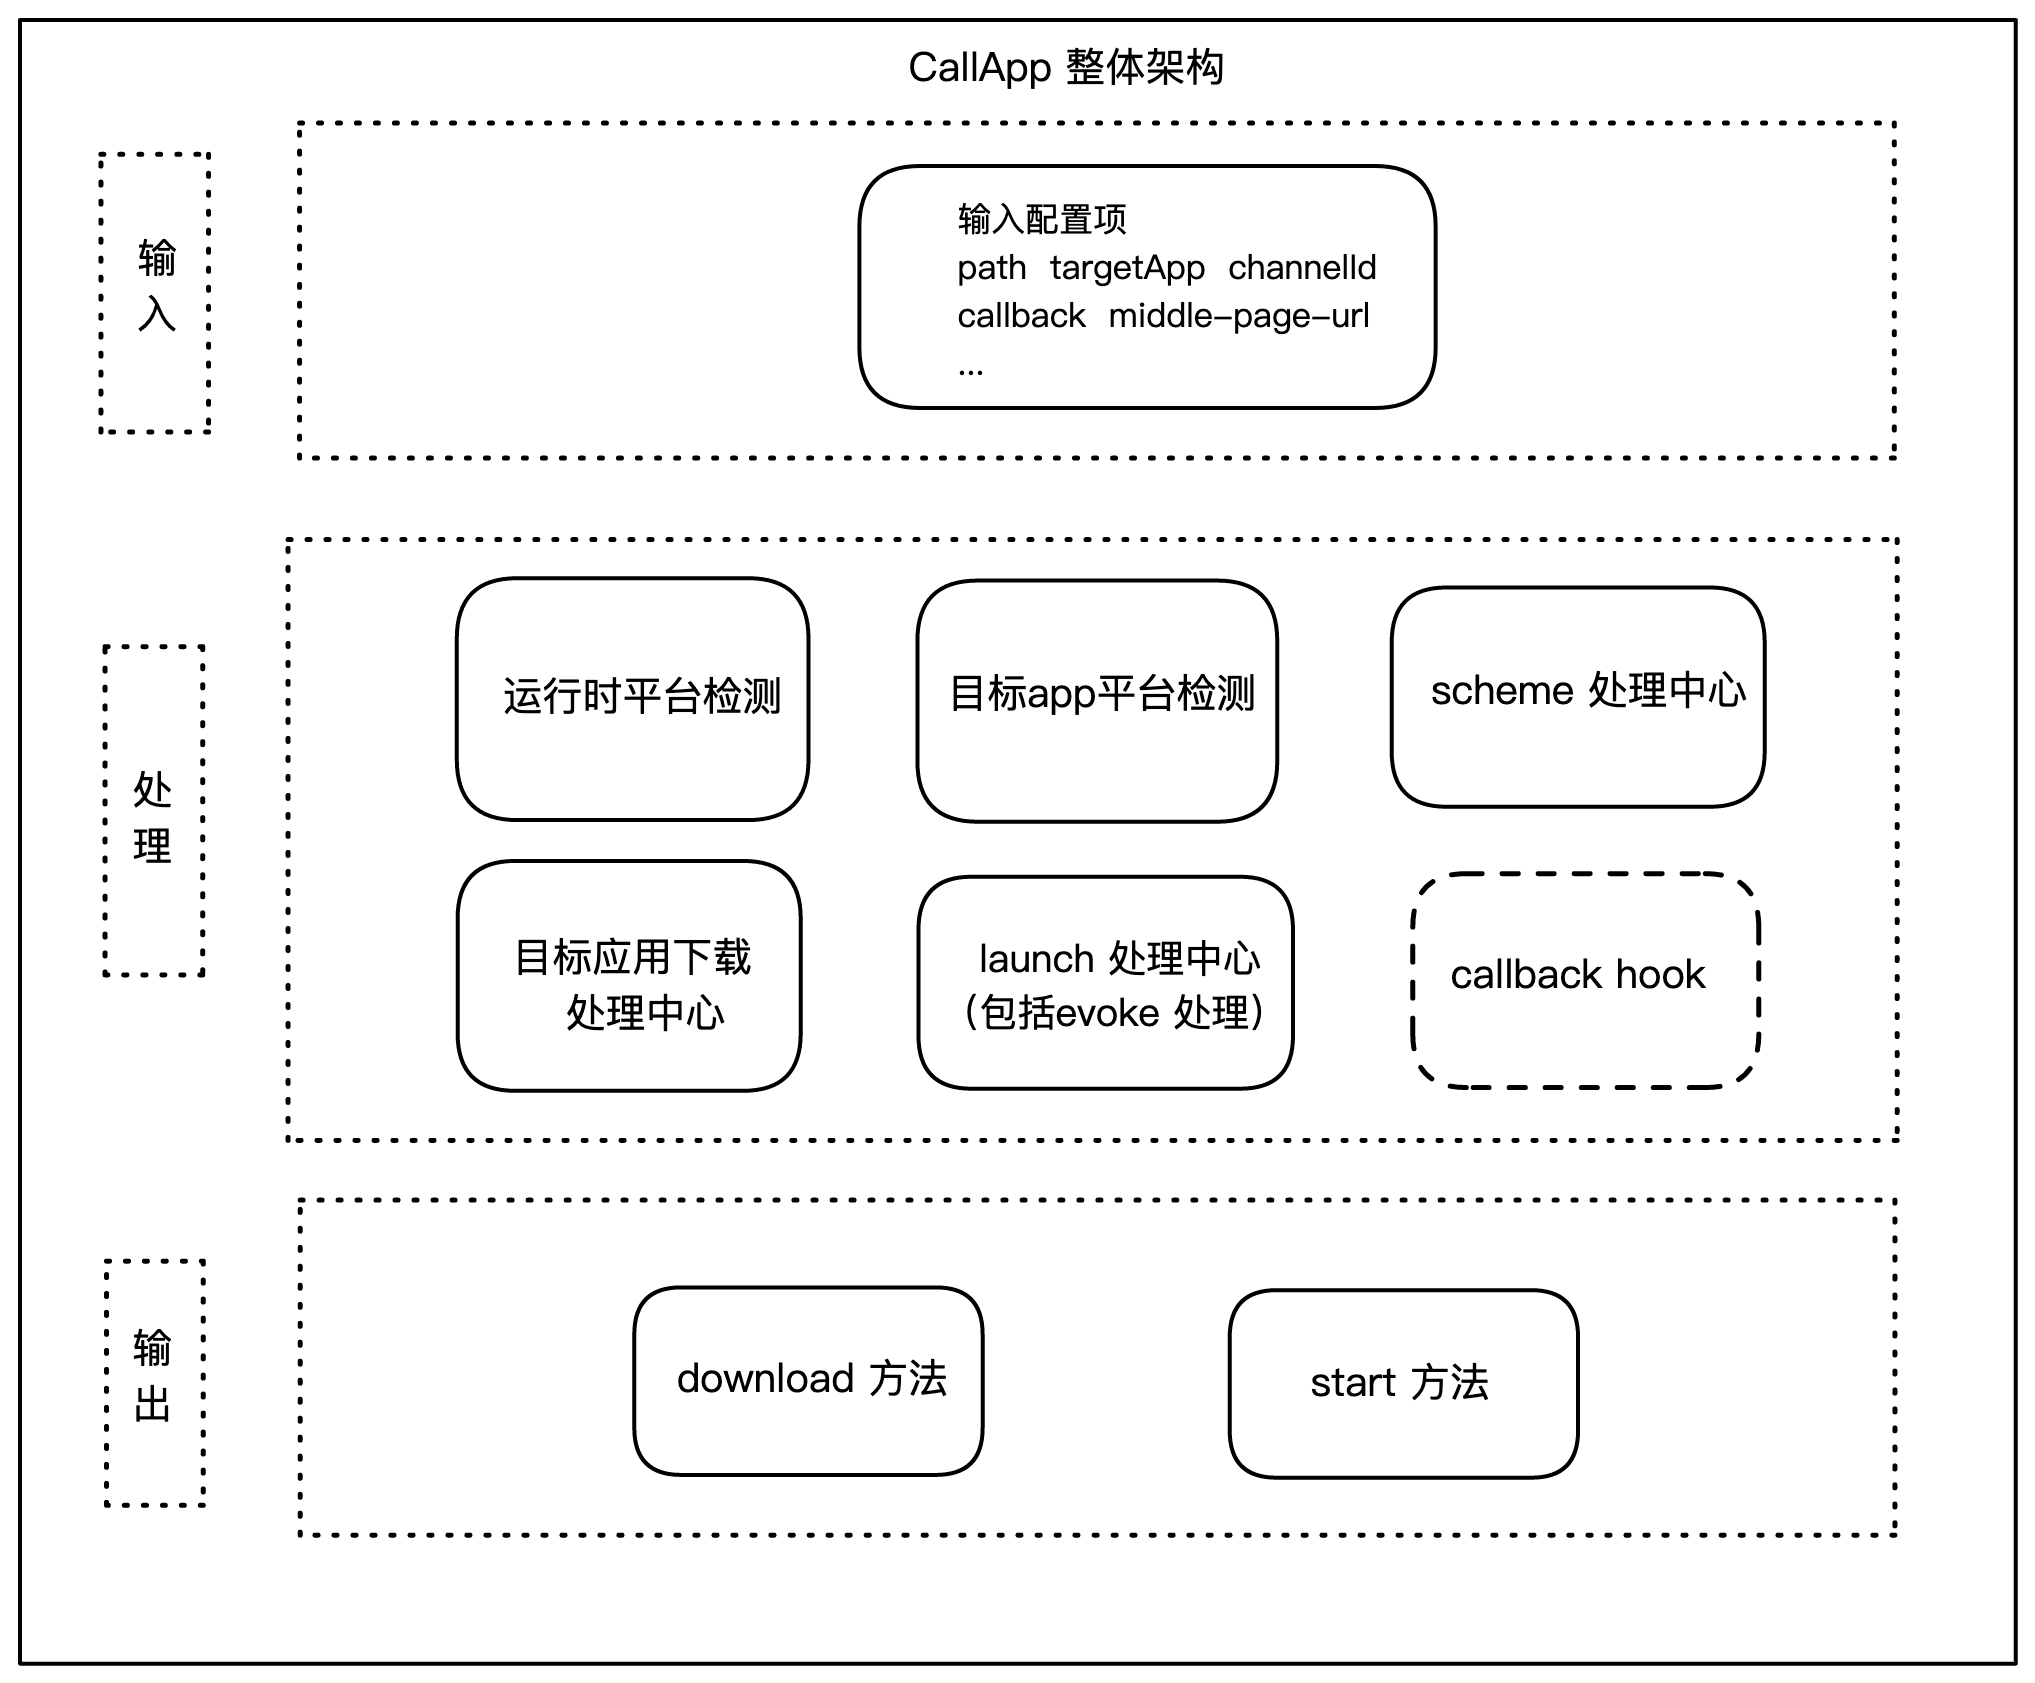 CallApp 整体架构
输
入
输入配置项
path targetApp channelId
callback middle-page-url
...
处
理
运行时平台检测
目标app平台检测
scheme 处理中心
目标应用下载
处理中心
launch 处理中心
(包括evoke 处理)
callback hook
输
出
download 方法
start 方法